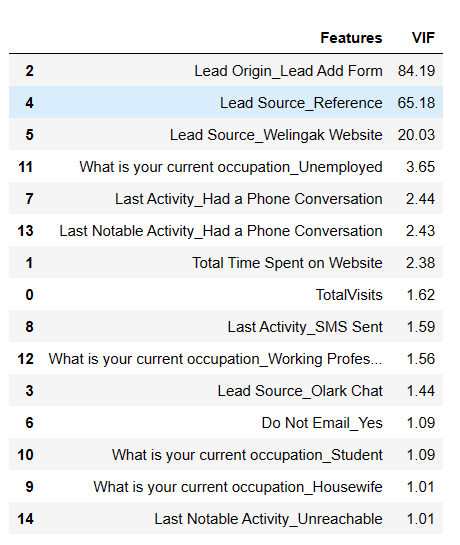 Features VIF
2 Lead Origin_Lead Add Form 84.19
4 Lead Source_Reference 65.18
5 Lead Source_Welingak Website 20.03
11 What is your current occupation_Unemployed 3.65
7 Last Activity_Had a Phone Conversation 2.44
13 Last Notable Activity_Had a Phone Conversation 2.43
1 Total Time Spent on Website 2.38
0 TotalVisits 1.62
8 Last Activity_SMS Sent 1.59
12 What is your current occupation_Working Profes... 1.56
3 Lead Source_Olark Chat 1.44
6 Do Not Email_Yes 1.09
10 What is your current occupation_Student 1.09
9 What is your current occupation_Housewife 1.01
14 Last Notable Activity_Unreachable 1.01